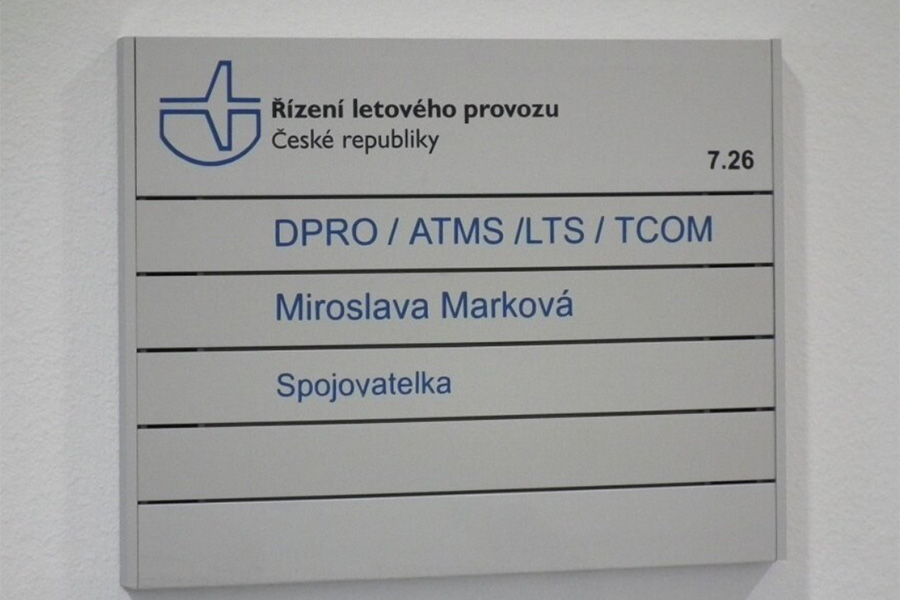 Řízení letového provozu
České republiky
7.26
DPRO / ATMS /LTS / TCOM
Miroslava Marková
Spojovatelka